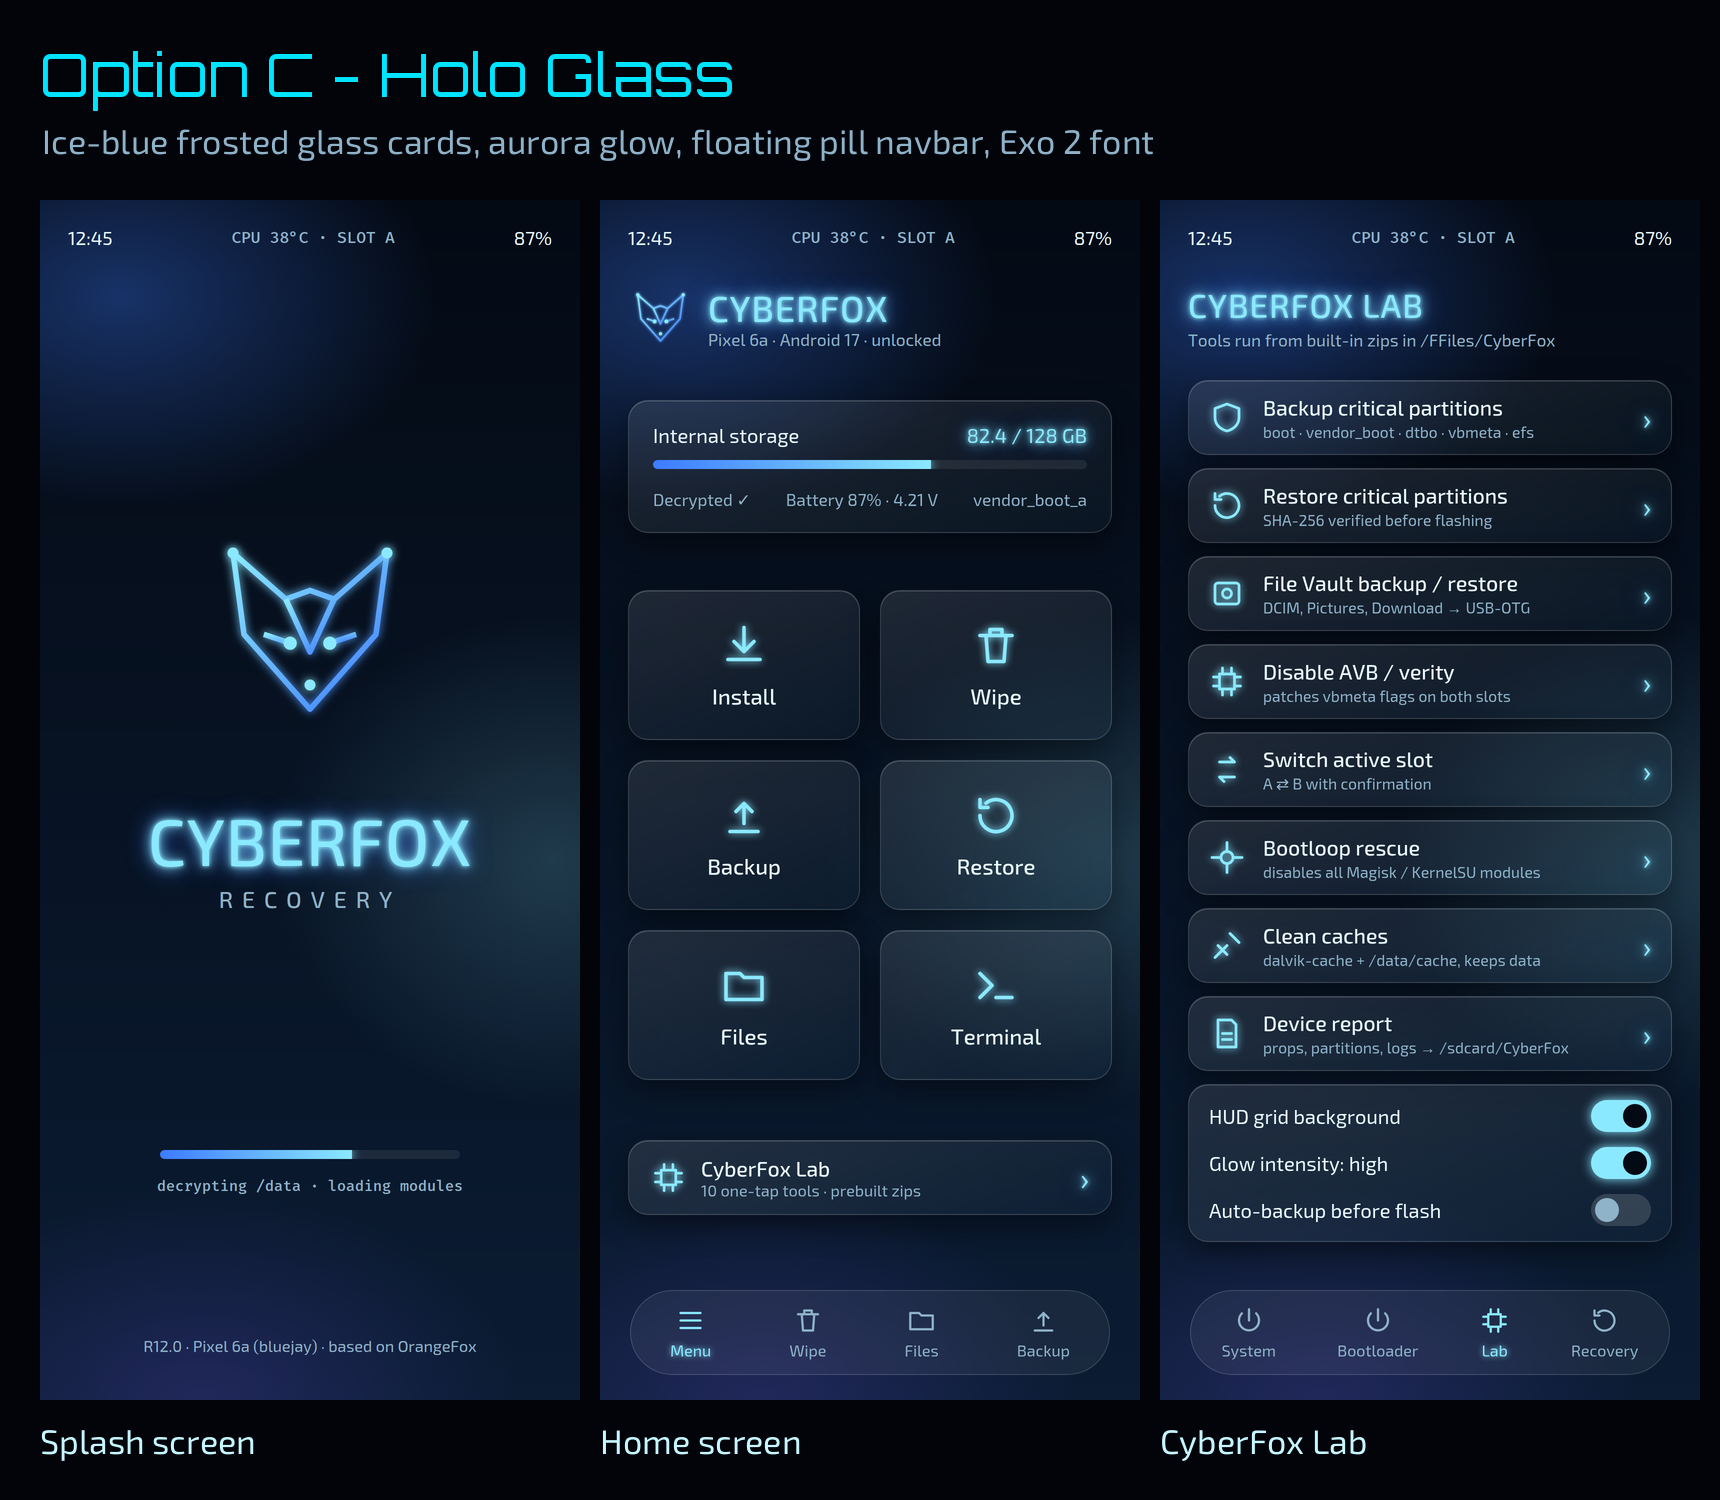 Option C - Holo Glass
Ice-blue frosted glass cards, aurora glow, floating pill navbar, Exo 2 font
12:45
CPU 38°C · SLOT A
87%
CYBERFOX
RECOVERY
decrypting /data · loading modules
R12.0 · Pixel 6a (bluejay) · based on OrangeFox
Splash screen
12:45
CPU 38°C · SLOT A
87%
CYBERFOX
Pixel 6a · Android 17 · unlocked
Internal storage
82.4 / 128 GB
Decrypted ✓
Battery 87% · 4.21 V
vendor_boot_a
Install
Wipe
Backup
Restore
Files
Terminal
CyberFox Lab
10 one-tap tools · prebuilt zips
Menu
Wipe
Files
Backup
Home screen
12:45
CPU 38°C · SLOT A
87%
CYBERFOX LAB
Tools run from built-in zips in /FFiles/CyberFox
Backup critical partitions
boot · vendor_boot · dtbo · vbmeta · efs
Restore critical partitions
SHA-256 verified before flashing
File Vault backup / restore
DCIM, Pictures, Download → USB-OTG
Disable AVB / verity
patches vbmeta flags on both slots
Switch active slot
A ⇄ B with confirmation
Bootloop rescue
disables all Magisk / KernelSU modules
Clean caches
dalvik-cache + /data/cache, keeps data
Device report
props, partitions, logs → /sdcard/CyberFox
HUD grid background
Glow intensity: high
Auto-backup before flash
System
Bootloader
Lab
Recovery
CyberFox Lab